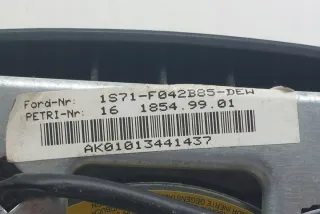 Ford-Nr: 1S71-F042B85-DEW
PETRI-Nr: 16 1854.99.01
AK01013441437